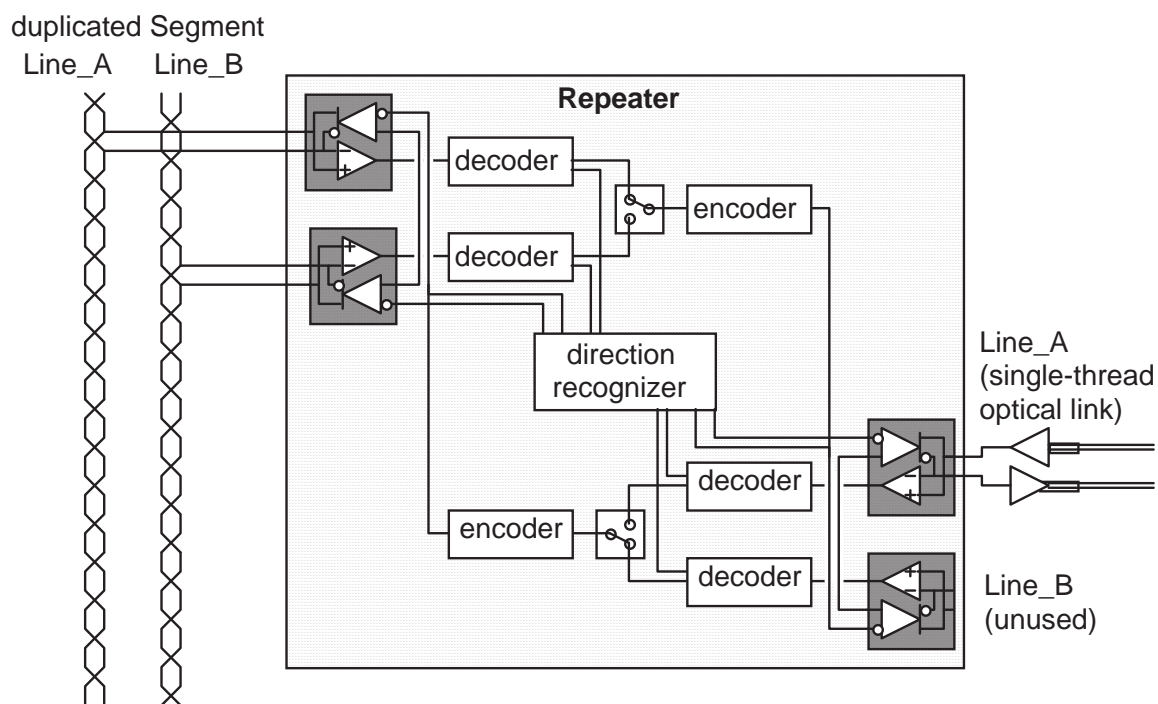 duplicated Segment
Line_A Line_B
Repeater
decoder
encoder
decoder
direction
recognizer
Line_A
(single-thread
optical link)
decoder
encoder
decoder
Line_B
(unused)